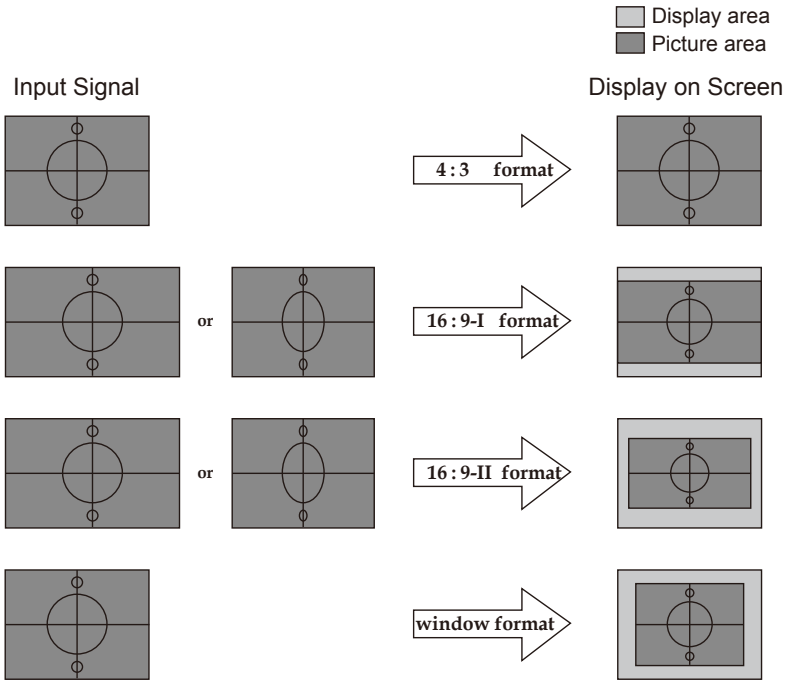 Display area
Picture area
Input Signal
Display on Screen
4 : 3 format
or
16 : 9-I format
or
16 : 9-II format
window format